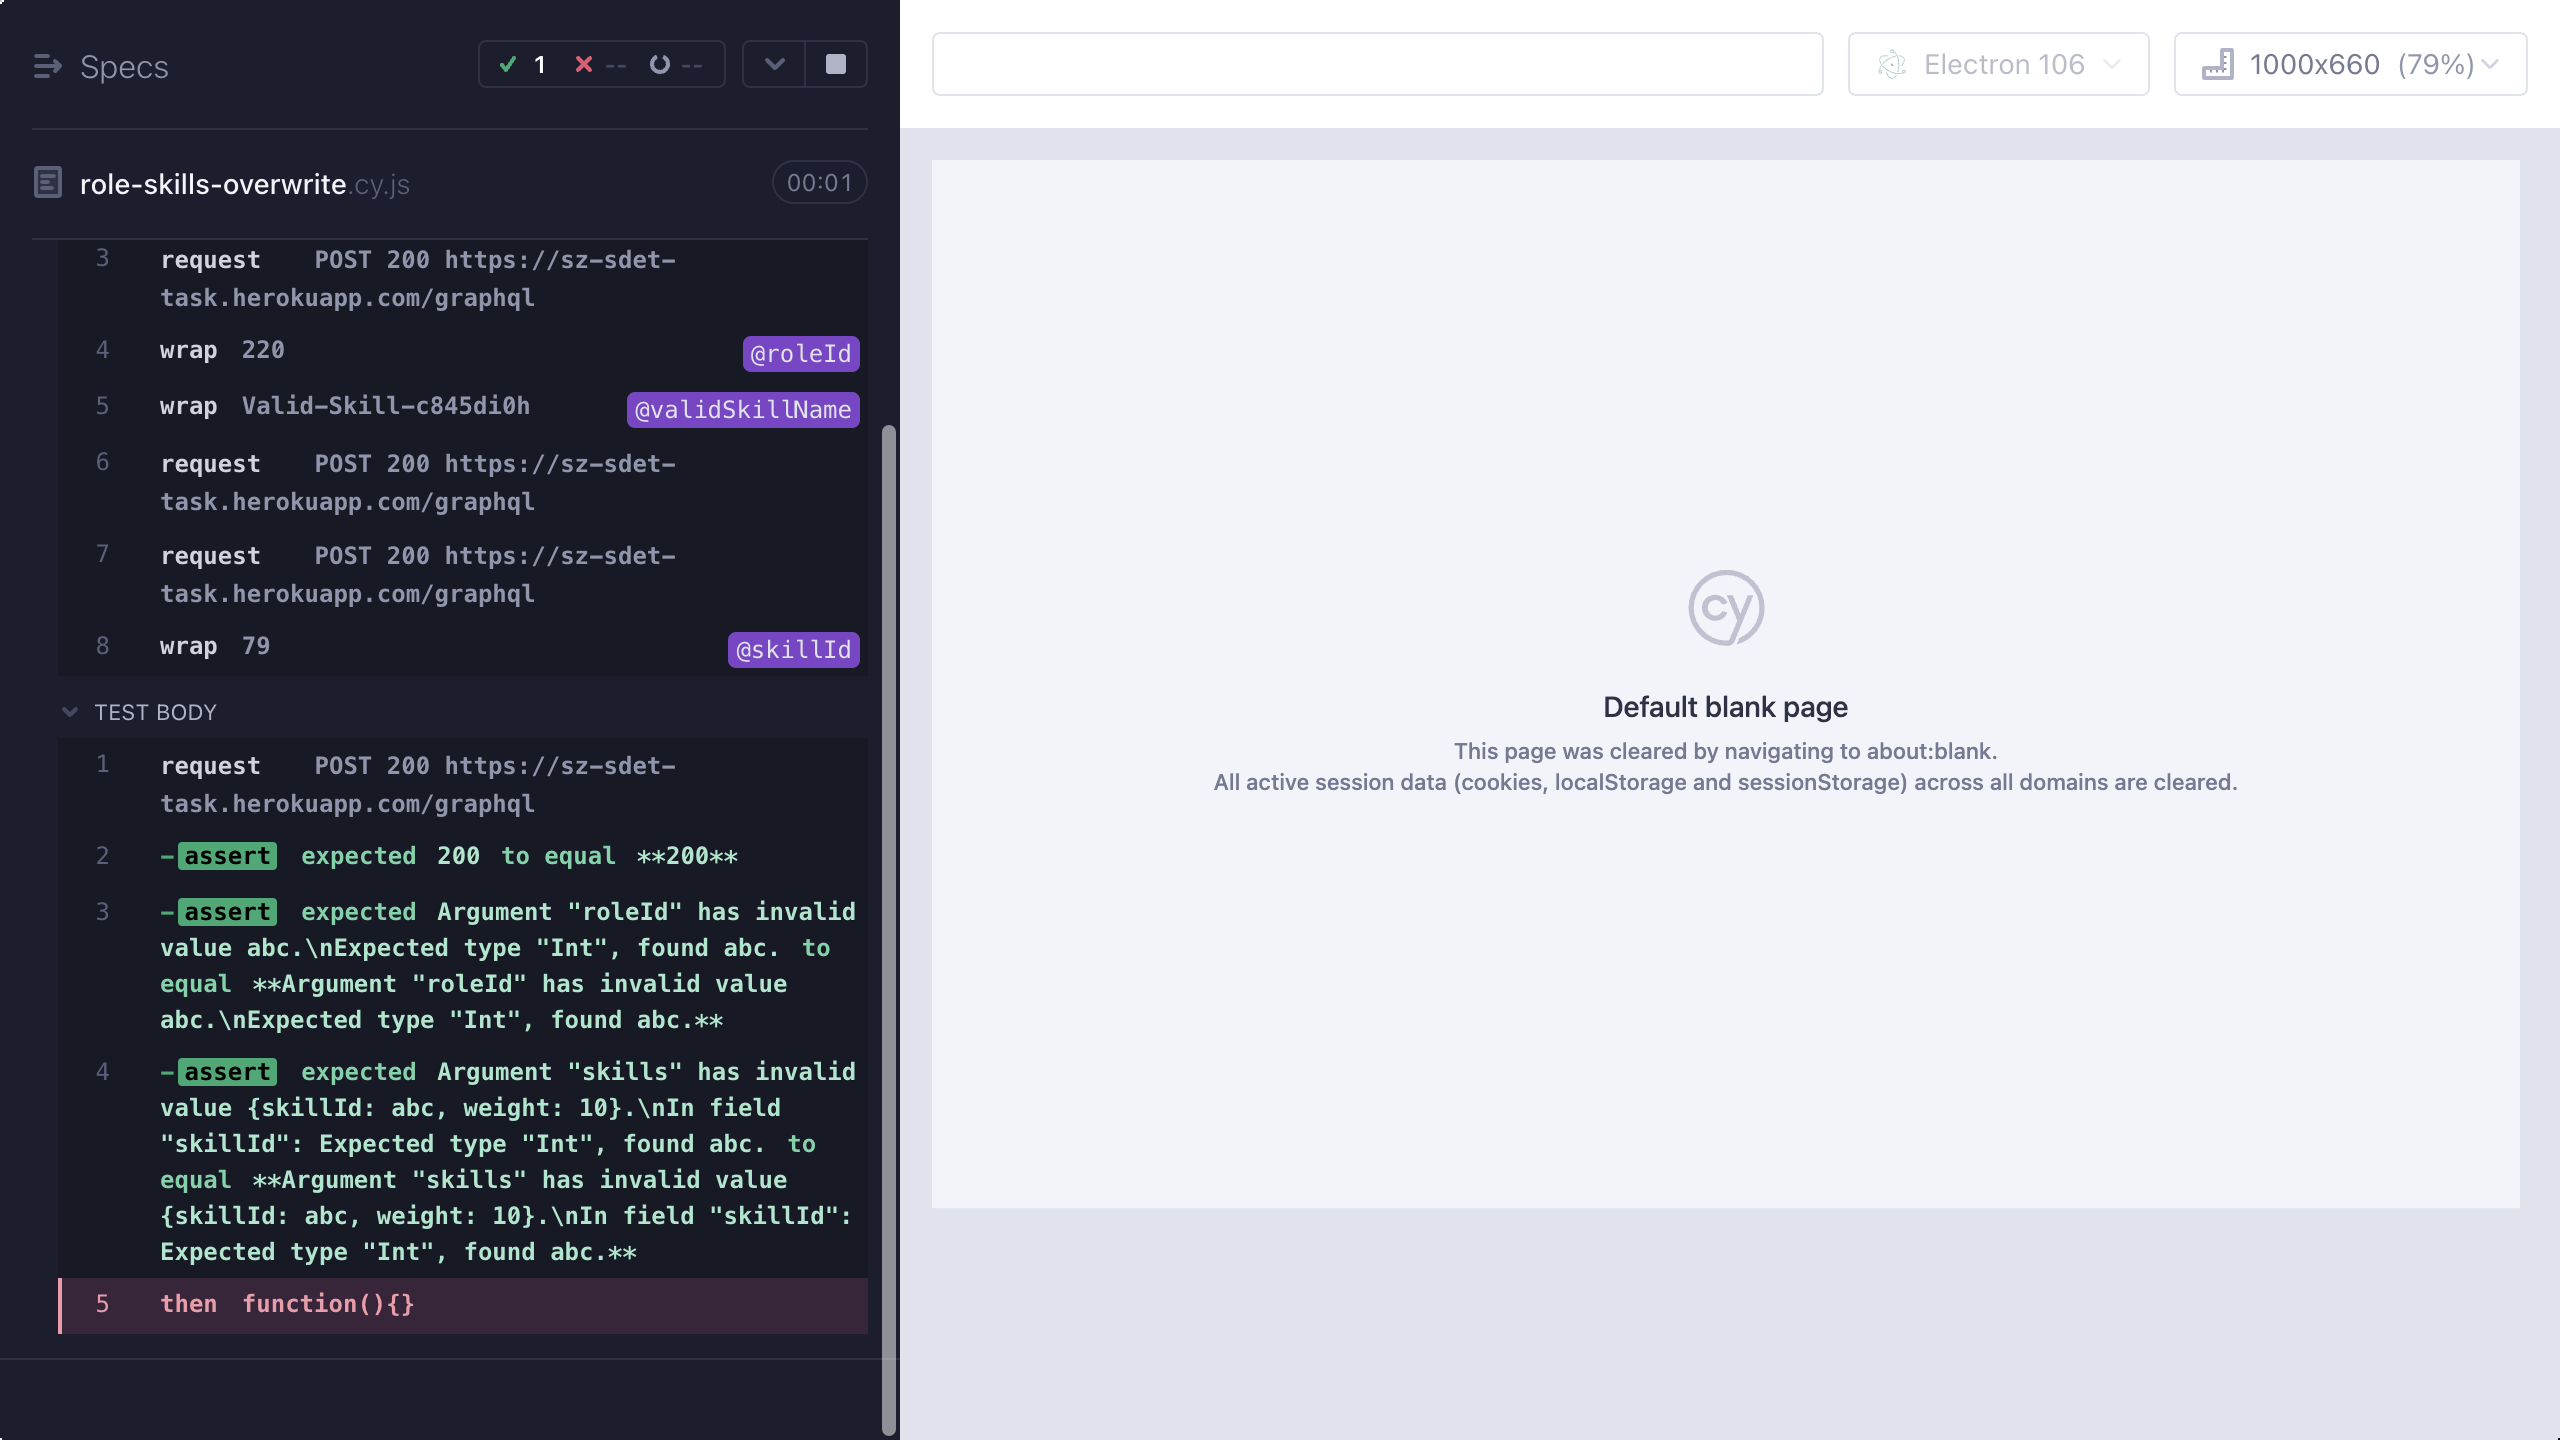 Specs
1 -- --
role-skills-overwrite.cy.js 00:01
3 request POST 200 https://sz-sdet-
task.herokuapp.com/graphql
4 wrap 220 @roleId
5 wrap Valid-Skill-c845di0h @validSkillName
6 request POST 200 https://sz-sdet-
task.herokuapp.com/graphql
7 request POST 200 https://sz-sdet-
task.herokuapp.com/graphql
8 wrap 79 @skillId
TEST BODY
1 request POST 200 https://sz-sdet-
task.herokuapp.com/graphql
2 -assert expected 200 to equal **200**
3 -assert expected Argument "roleId" has invalid
value abc.\nExpected type "Int", found abc. to
equal **Argument "roleId" has invalid value
abc.\nExpected type "Int", found abc.**
4 -assert expected Argument "skills" has invalid
value {skillId: abc, weight: 10}.\nIn field
"skillId": Expected type "Int", found abc. to
equal **Argument "skills" has invalid value
{skillId: abc, weight: 10}.\nIn field "skillId":
Expected type "Int", found abc.**
5 then function(){}
Electron 106
1000x660 (79%)
cy
Default blank page
This page was cleared by navigating to about:blank.
All active session data (cookies, localStorage and sessionStorage) across all domains are cleared.